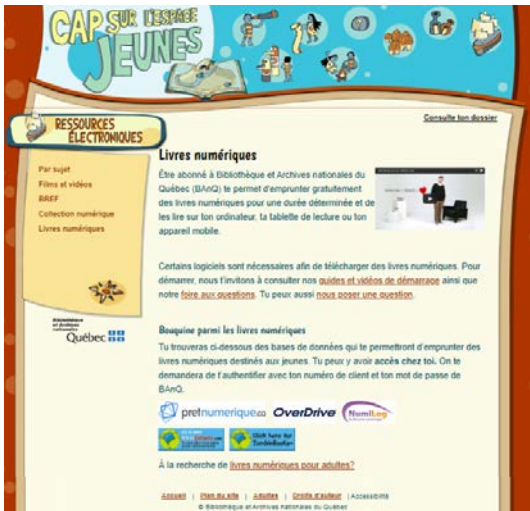 CAP SUR L'ESPACE
JEUNES
Consulte ton dossier
RESSOURCES
ÉLECTRONIQUES
Par sujet
Films et vidéos
BREF
Collection numérique
Livres numériques
Bibliothèque
et Archives
nationales
Québec
Livres numériques
Être abonné à Bibliothèque et Archives nationales du
Québec (BAnQ) te permet d'emprunter gratuitement
des livres numériques pour une durée déterminée et de
les lire sur ton ordinateur, ta tablette de lecture ou ton
appareil mobile.
Certains logiciels sont nécessaires afin de télécharger des livres numériques. Pour
démarrer, nous t'invitons à consulter nos guides et vidéos de démarrage ainsi que
notre foire aux questions. Tu peux aussi nous poser une question.
Bouquine parmi les livres numériques
Tu trouveras ci-dessous des bases de données qui te permettront d'emprunter des
livres numériques destinés aux jeunes. Tu peux y avoir accès chez toi. On te
demandera de t'authentifier avec ton numéro de client et ton mot de passe de
BAnQ.
pretnumerique.ca OverDrive NumiLog
Click here for
TumbleBooks
À la recherche de livres numériques pour adultes?
Accueil | Plan du site | Adultes | Droits d'auteur | Accessibilité
© Bibliothèque et Archives nationales du Québec